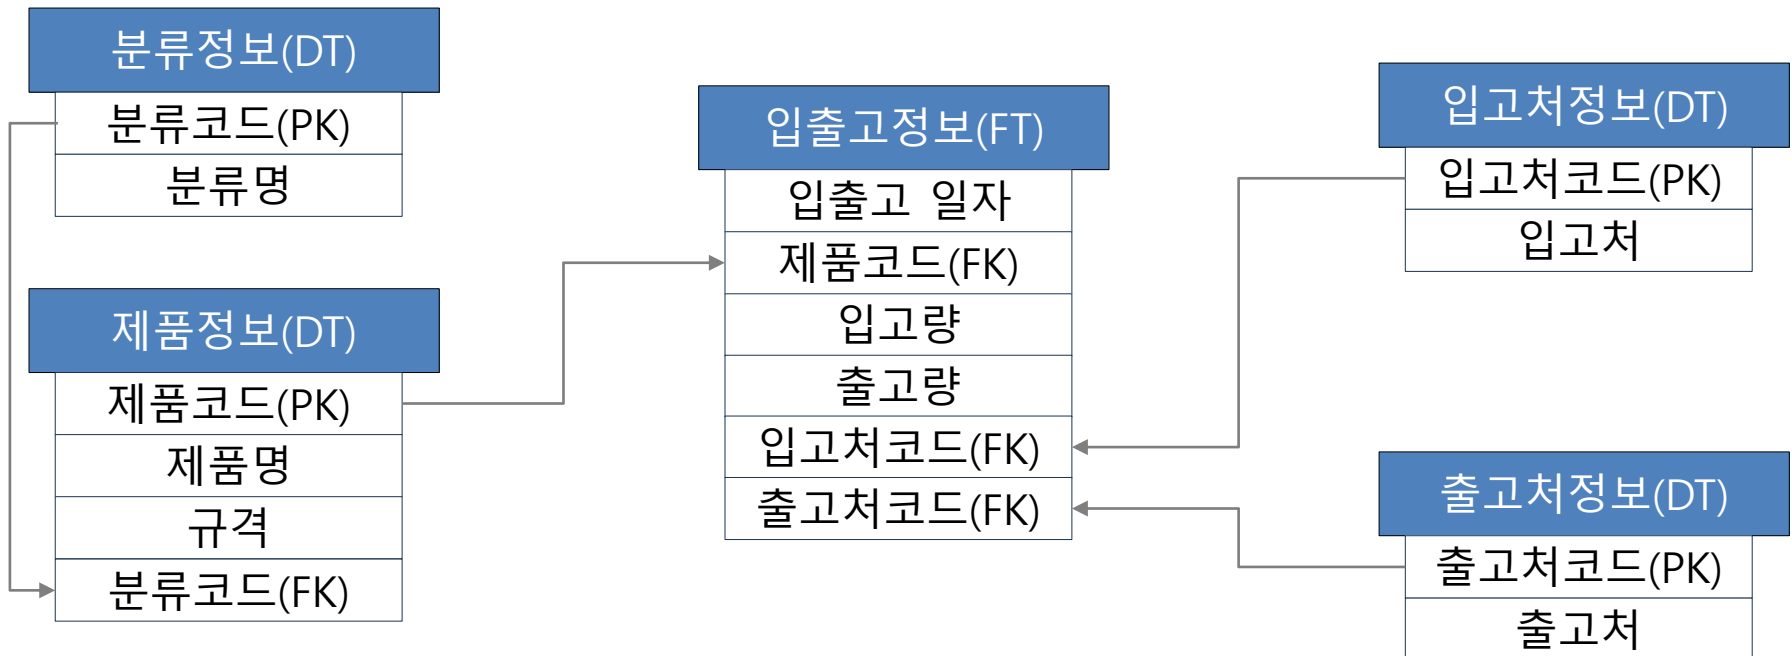 분류정보(DT)
분류코드(PK)
분류명
제품정보(DT)
제품코드(PK)
제품명
규격
분류코드(FK)
입출고정보(FT)
입출고 일자
제품코드(FK)
입고량
출고량
입고처코드(FK)
출고처코드(FK)
입고처정보(DT)
입고처코드(PK)
입고처
출고처정보(DT)
출고처코드(PK)
출고처